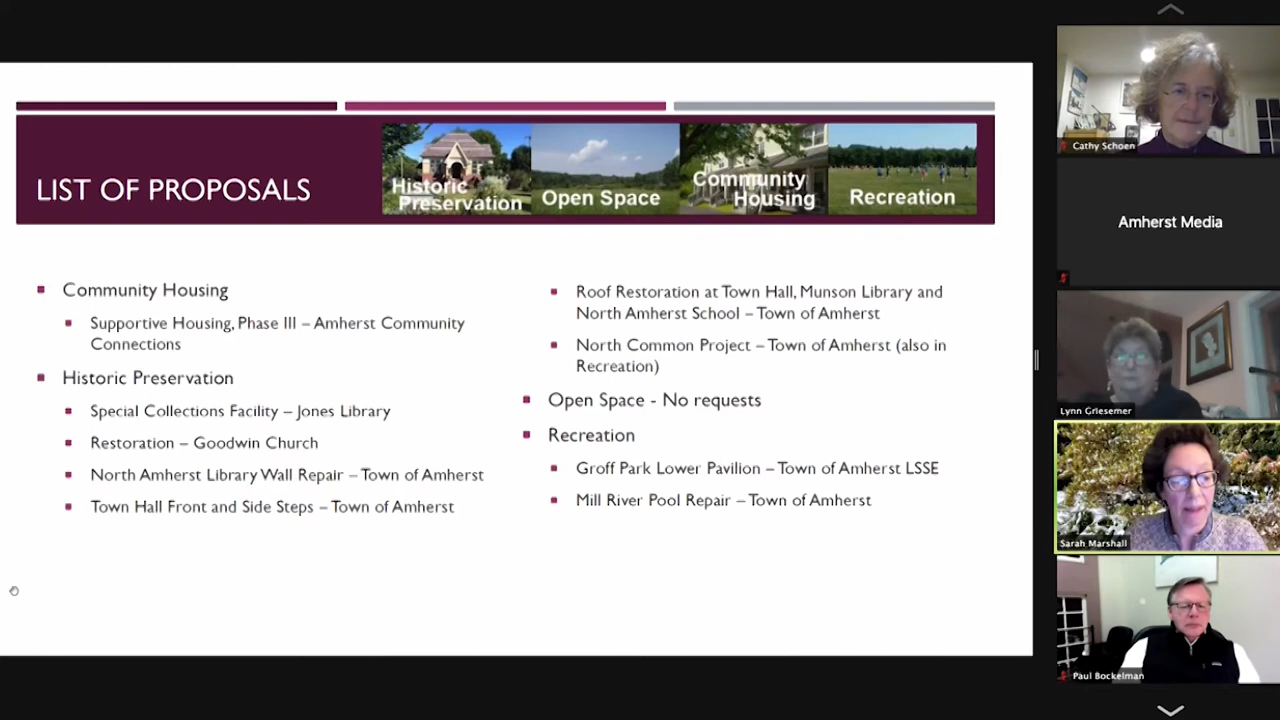 LIST OF PROPOSALS
Historic
Preservation
Open Space
Community
Housing
Recreation
Community Housing
Supportive Housing, Phase III – Amherst Community
Connections
Historic Preservation
Special Collections Facility – Jones Library
Restoration – Goodwin Church
North Amherst Library Wall Repair – Town of Amherst
Town Hall Front and Side Steps – Town of Amherst
Roof Restoration at Town Hall, Munson Library and
North Amherst School – Town of Amherst
North Common Project – Town of Amherst (also in
Recreation)
Open Space - No requests
Recreation
Groff Park Lower Pavilion – Town of Amherst LSSE
Mill River Pool Repair – Town of Amherst
Cathy Schoen
Amherst Media
Lynn Griesemer
Sarah Marshall
Paul Bockelman